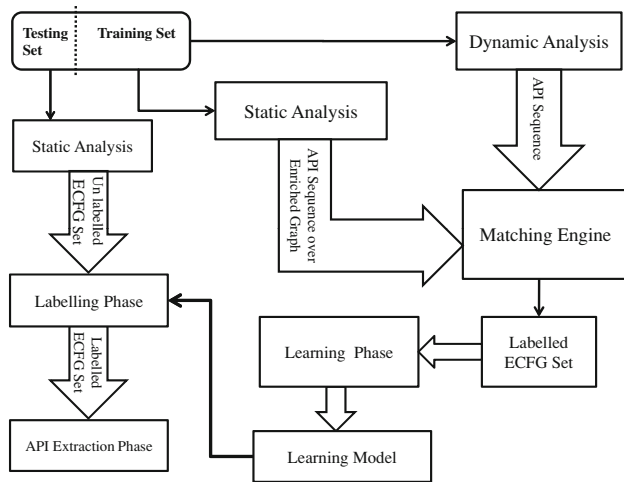 Testing Set
Training Set
Dynamic Analysis
API Sequence
Static Analysis
Static Analysis
API Sequence over
Enriched Graph
Un labelled
ECFG Set
Matching Engine
Labelling Phase
Labelled
ECFG Set
Learning Phase
Labelled
ECFG Set
API Extraction Phase
Learning Model